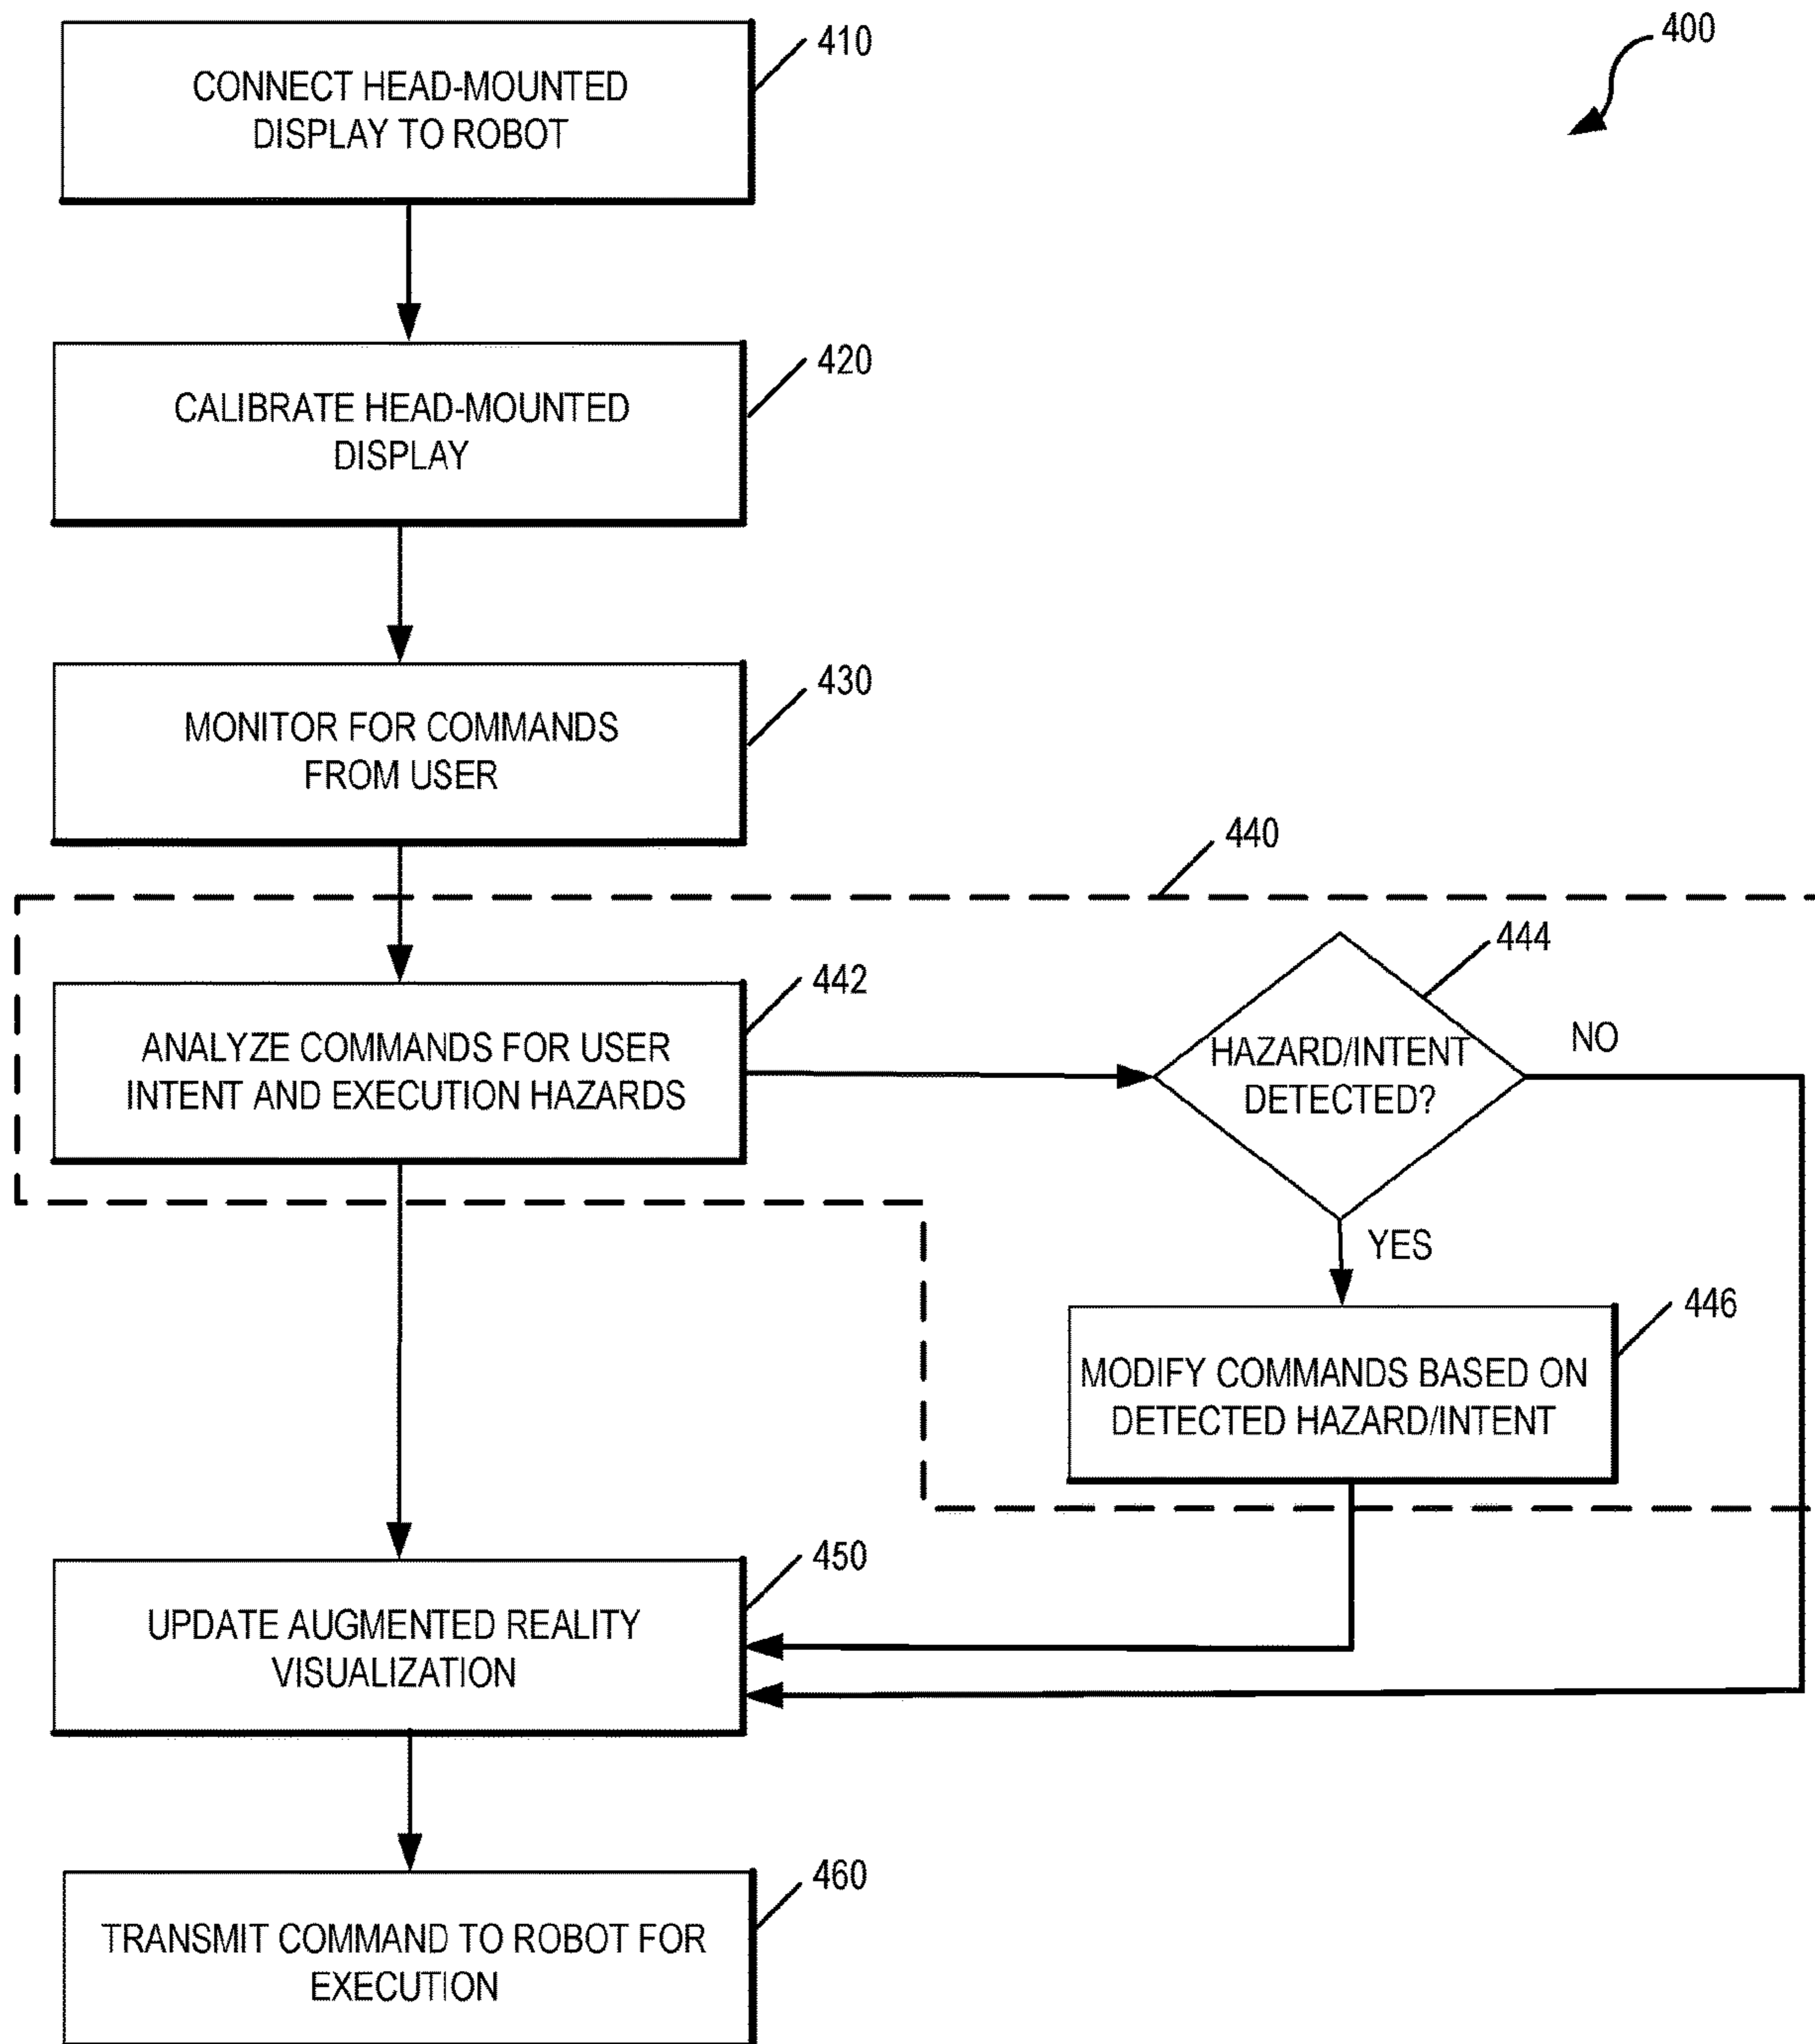 410
400
CONNECT HEAD-MOUNTED
DISPLAY TO ROBOT
420
CALIBRATE HEAD-MOUNTED
DISPLAY
430
MONITOR FOR COMMANDS
FROM USER
440
444
442
ANALYZE COMMANDS FOR USER
INTENT AND EXECUTION HAZARDS
HAZARD/INTENT
DETECTED?
NO
YES
446
MODIFY COMMANDS BASED ON
DETECTED HAZARD/INTENT
450
UPDATE AUGMENTED REALITY
VISUALIZATION
460
TRANSMIT COMMAND TO ROBOT FOR
EXECUTION